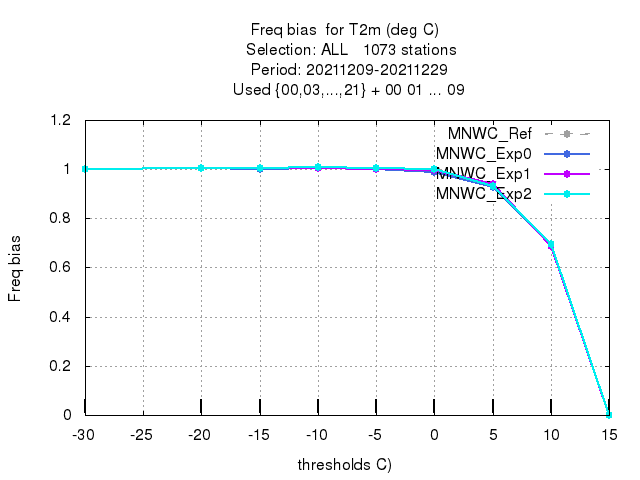 Freq bias  for T2m (deg C)
Selection: ALL   1073 stations
Period: 20211209-20211229
Used {00,03,...,21} + 00 01 ... 09
MNWC_Ref
MNWC_Exp0
MNWC_Exp1
MNWC_Exp2
1.2
1
0.8
0.6
0.4
0.2
0
Freq bias
-30 -25 -20 -15 -10 -5 0 5 10 15
thresholds C)